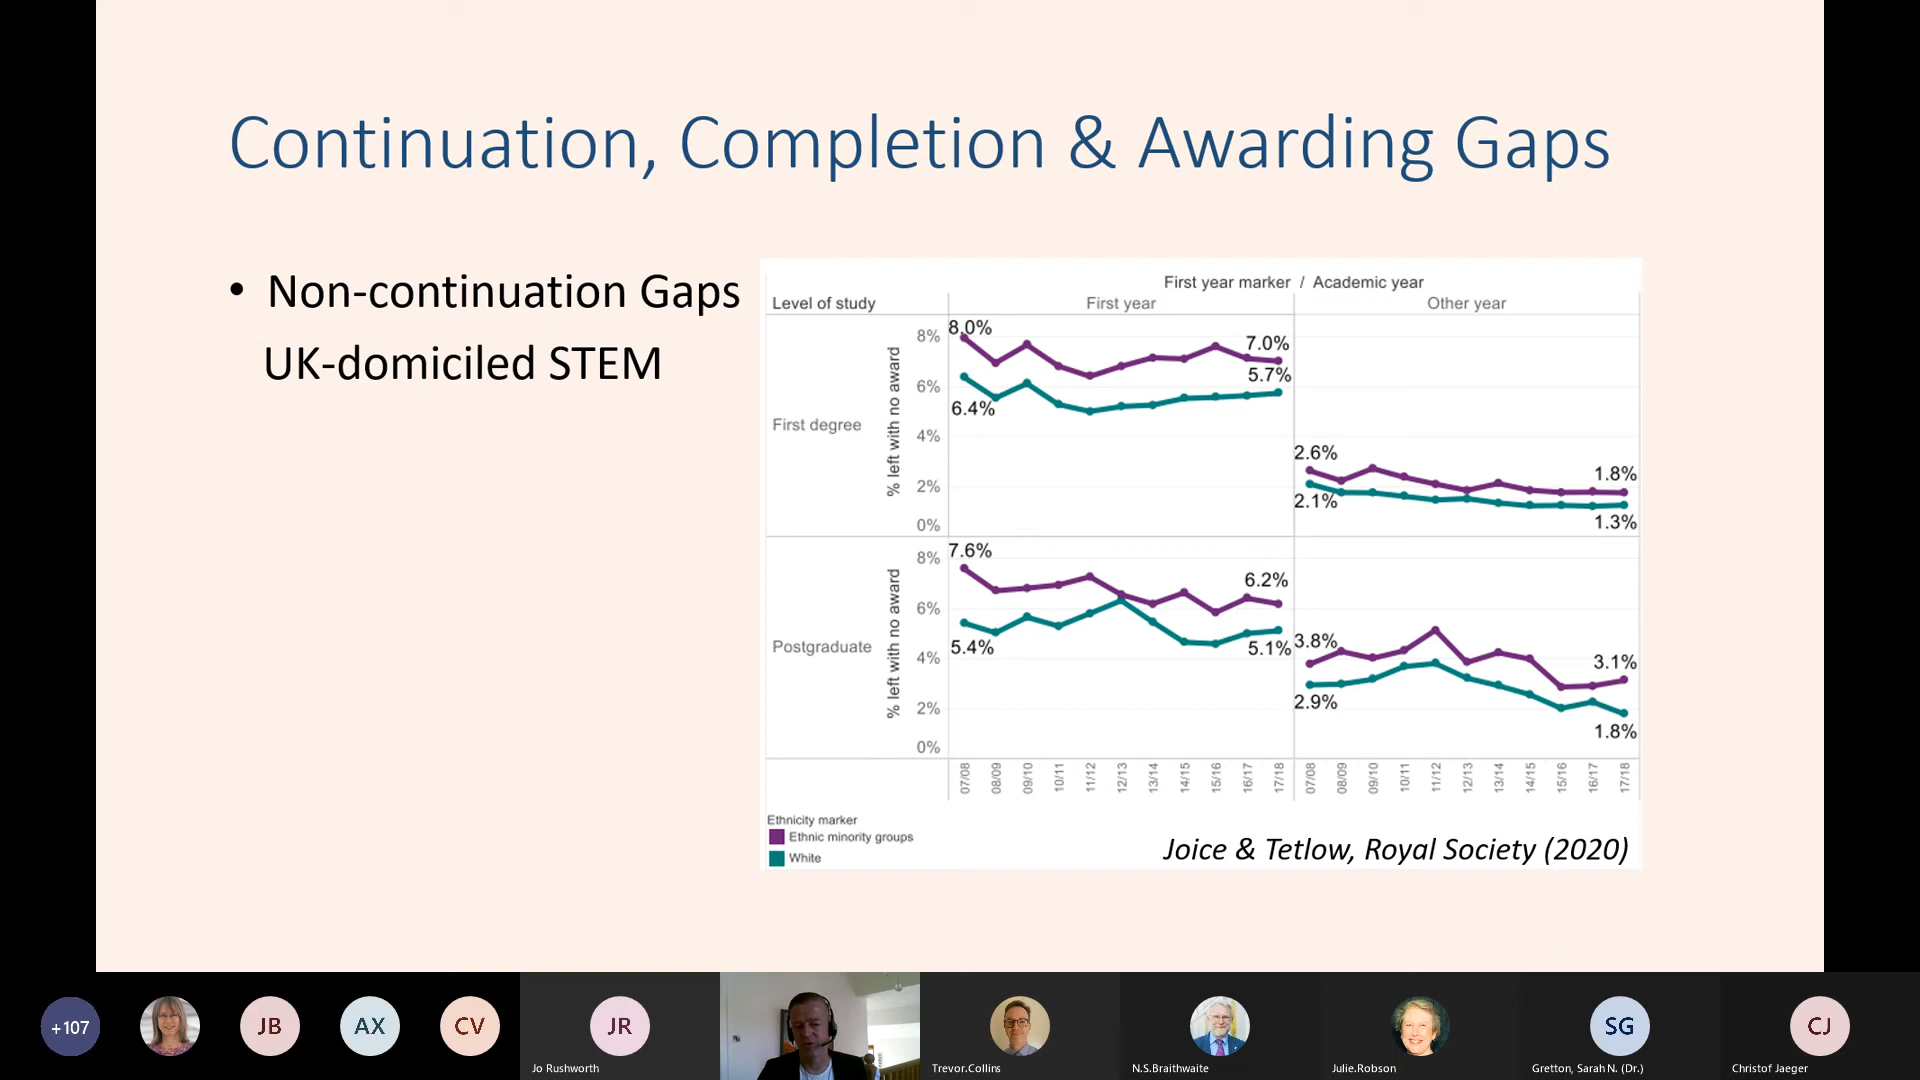 Continuation, Completion & Awarding Gaps
• Non-continuation Gaps
UK-domiciled STEM
First year marker / Academic year
Level of study
First year
Other year
First degree
% left with no award
8%
6%
4%
2%
0%
8.0%
7.0%
5.7%
6.4%
2.6%
2.1%
1.8%
1.3%
Postgraduate
% left with no award
8%
6%
4%
2%
0%
7.6%
6.2%
5.4%
5.1%
3.8%
2.9%
3.1%
1.8%
07/08
08/09
09/10
10/11
11/12
12/13
13/14
14/15
15/16
16/17
17/18
07/08
08/09
09/10
10/11
11/12
12/13
13/14
14/15
15/16
16/17
17/18
Ethnicity marker
Ethnic minority groups
White
Joice & Tetlow, Royal Society (2020)
+107
JB
AX
CV
JR
Jo Rushworth
Trevor.Collins
N.S.Braithwaite
Julie.Robson
SG
Gretton, Sarah N. (Dr.)
CJ
Christof Jaeger